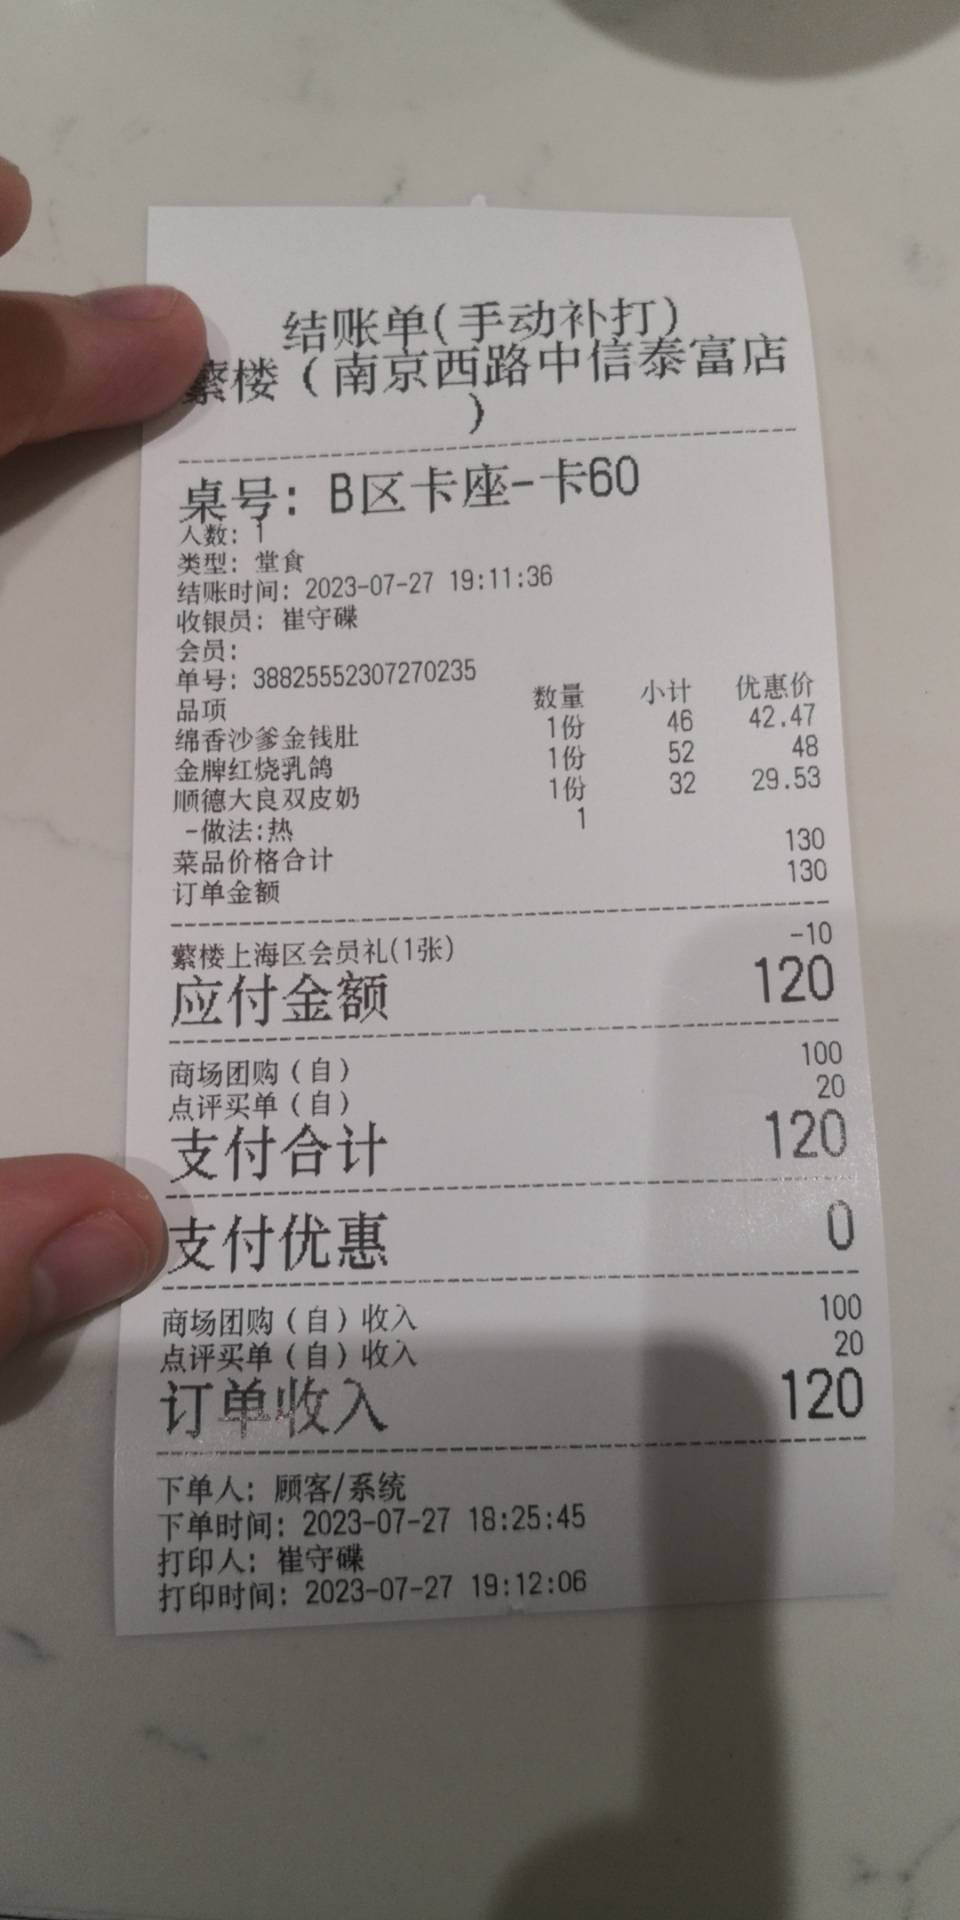 结账单(手动补打)
蘩楼（南京西路中信泰富店
）
桌号: B区卡座-卡60
人数: 1
类型: 堂食
结账时间: 2023-07-27 19:11:36
收银员: 崔守碟
会员:
单号: 38825552307270235
品项 数量 小计 优惠价
绵香沙爹金钱肚 1份 46 42.47
金牌红烧乳鸽 1份 52 48
顺德大良双皮奶 1份 32 29.53
-做法:热 1
菜品价格合计 130
订单金额 130
蘩楼上海区会员礼(1张) -10
应付金额 120
商场团购（自） 100
点评买单（自） 20
支付合计 120
支付优惠 0
商场团购（自）收入 100
点评买单（自）收入 20
订单收入 120
下单人: 顾客/系统
下单时间: 2023-07-27 18:25:45
打印人: 崔守碟
打印时间: 2023-07-27 19:12:06